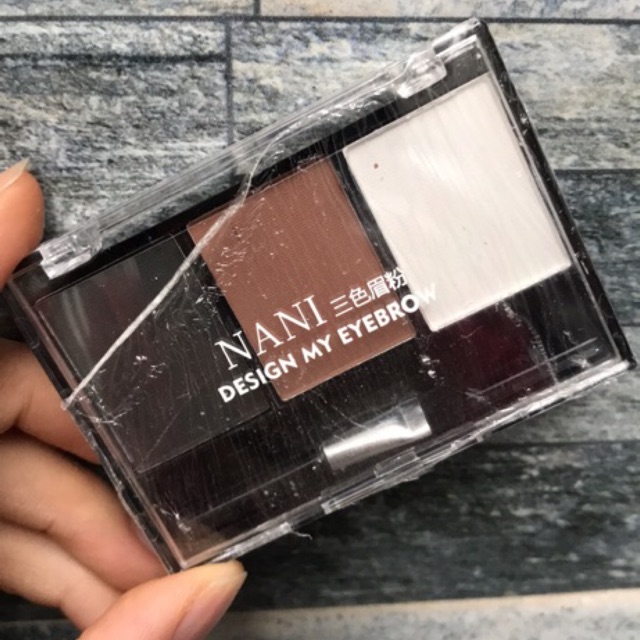 NANI 三色眉粉
DESIGN MY EYEBROW